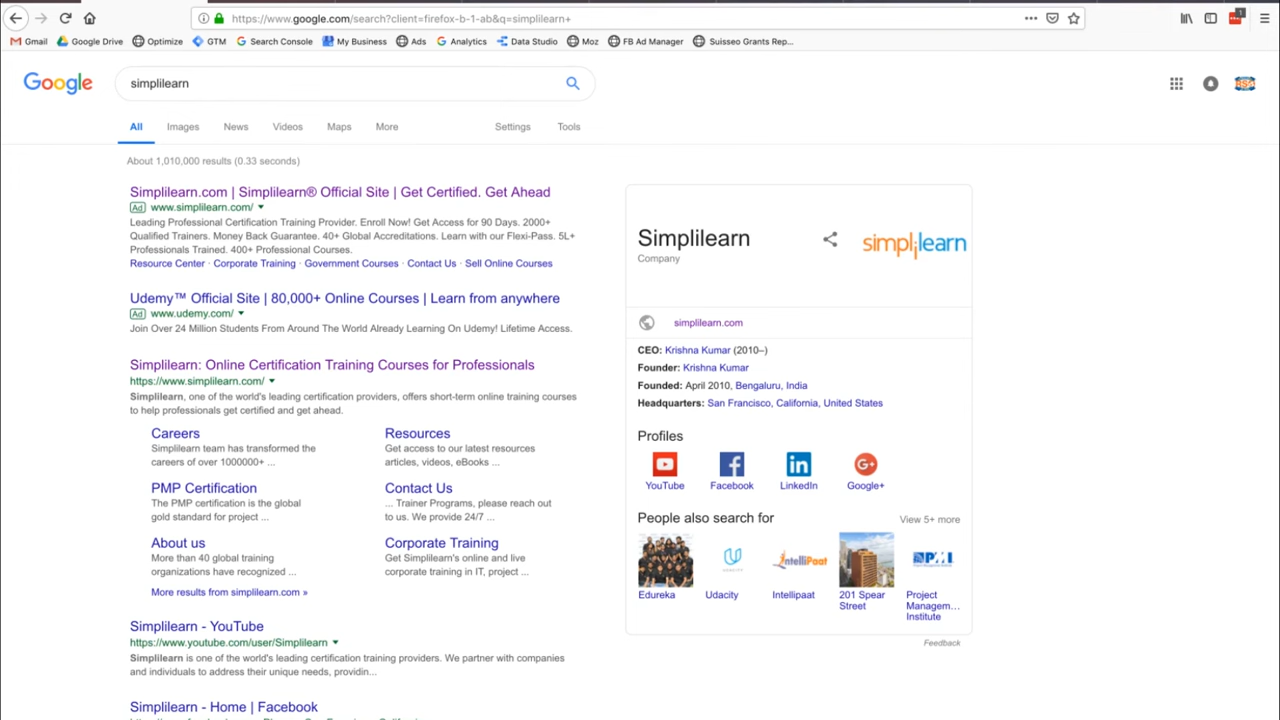 https://www.google.com/search?client=firefox-b-1-ab&q=simplilearn+
1
Gmail Google Drive Optimize GTM Search Console My Business Ads Analytics Data Studio Moz FB Ad Manager Suisseo Grants Rep...
Google simplilearn
All Images News Videos Maps More Settings Tools
About 1,010,000 results (0.33 seconds)
Simplilearn.com | Simplilearn® Official Site | Get Certified. Get Ahead
Ad www.simplilearn.com/
Leading Professional Certification Training Provider. Enroll Now! Get Access for 90 Days. 2000+
Qualified Trainers. Money Back Guarantee. 40+ Global Accreditations. Learn with our Flexi-Pass. 5L+
Professionals Trained. 400+ Professional Courses.
Resource Center · Corporate Training · Government Courses · Contact Us · Sell Online Courses
Udemy™ Official Site | 80,000+ Online Courses | Learn from anywhere
Ad www.udemy.com/
Join Over 24 Million Students From Around The World Already Learning On Udemy! Lifetime Access.
Simplilearn: Online Certification Training Courses for Professionals
https://www.simplilearn.com/
Simplilearn, one of the world's leading certification providers, offers short-term online training courses
to help professionals get certified and get ahead.
Careers
Simplilearn team has transformed the
careers of over 1000000+ ...
Resources
Get access to our latest resources
articles, videos, eBooks ...
PMP Certification
The PMP certification is the global
gold standard for project ...
Contact Us
... Trainer Programs, please reach out
to us. We provide 24/7 ...
About us
More than 40 global training
organizations have recognized ...
Corporate Training
Get Simplilearn's online and live
corporate training in IT, project ...
More results from simplilearn.com »
Simplilearn - YouTube
https://www.youtube.com/user/Simplilearn
Simplilearn is one of the world's leading certification training providers. We partner with companies
and individuals to address their unique needs, providin...
Simplilearn - Home | Facebook
Simplilearn
Company
simplilearn
simplilearn.com
CEO: Krishna Kumar (2010–)
Founder: Krishna Kumar
Founded: April 2010, Bengaluru, India
Headquarters: San Francisco, California, United States
Profiles
YouTube Facebook LinkedIn Google+
People also search for View 5+ more
IntelliPaat
PMI
Edureka Udacity Intellipaat 201 Spear Street Project Managem... Institute
Feedback